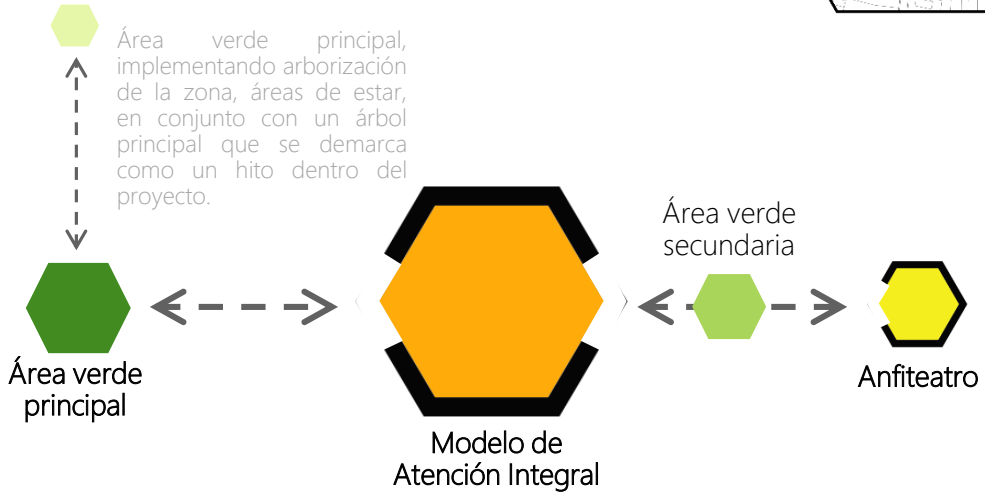 Área verde principal,
implementando arborización
de la zona, áreas de estar,
en conjunto con un árbol
principal que se demarca
como un hito dentro del
proyecto.
Área verde
secundaria
Área verde
principal
Anfiteatro
Modelo de
Atención Integral